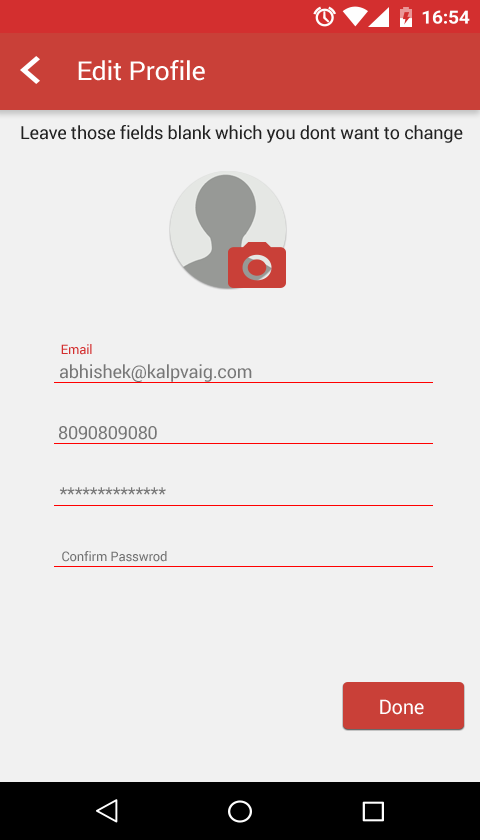 16:54
Edit Profile
Leave those fields blank which you dont want to change
Email
abhishek@kalpvaig.com
8090809080
**************
Confirm Passwrod
Done